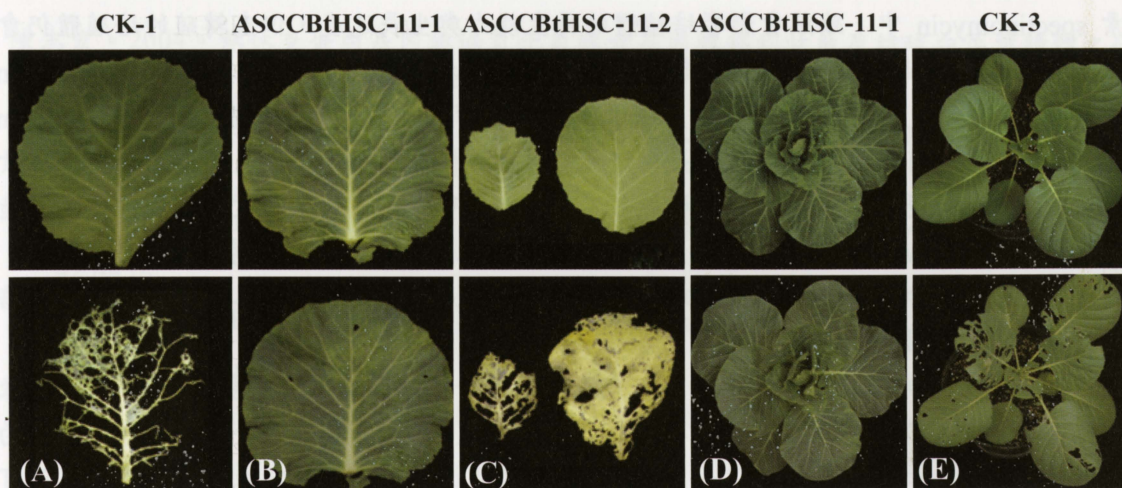 CK-1 ASCCBtHSC-11-1 ASCCBtHSC-11-2 ASCCBtHSC-11-1 CK-3
(A) (B) (C) (D) (E)